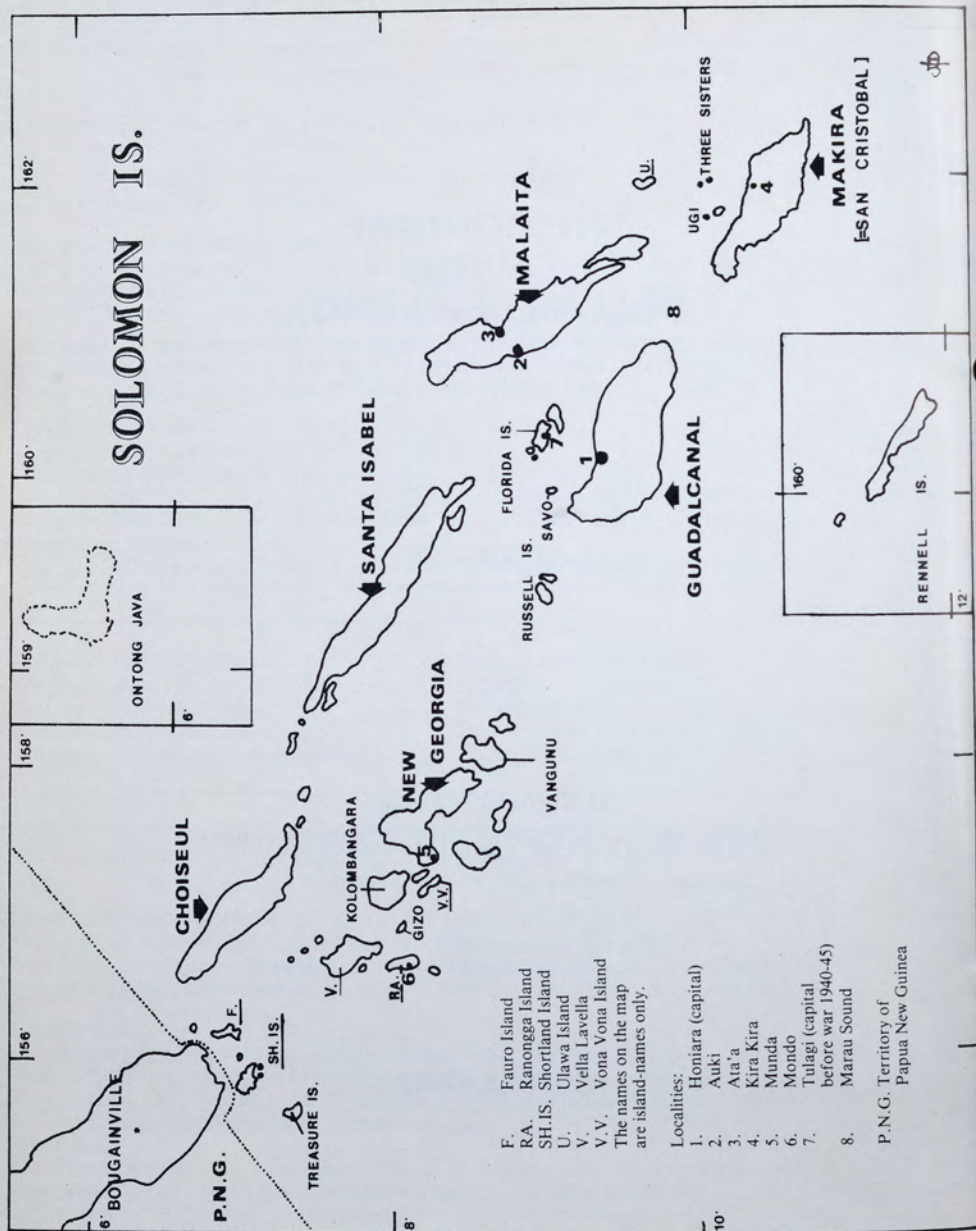 SOLOMON IS.
156°
158°
159°
160°
162°
6°
BOUGAINVILLE
P.N.G.
TREASURE IS.
F.
SH. IS.
CHOISEUL
ONTONG JAVA
6°
SANTA ISABEL
V.
RA.
6
KOLOMBANGARA
GIZO
V.V.
5
NEW
GEORGIA
VANGUNU
8°
RUSSELL IS.
SAVO
FLORIDA IS.
7
MALAITA
3
2
1
GUADALCANAL
8
U.
UGI
THREE SISTERS
4
MAKIRA
[=SAN CRISTOBAL]
160°
RENNELL IS.
12°
10°
F. Fauro Island
RA. Ranongga Island
SH.IS. Shortland Island
U. Ulawa Island
V. Vella Lavella
V.V. Vona Vona Island
The names on the map
are island-names only.
Localities:
1. Honiara (capital)
2. Auki
3. Ata'a
4. Kira Kira
5. Munda
6. Mondo
7. Tulagi (capital
before war 1940-45)
8. Marau Sound
P.N.G. Territory of
Papua New Guinea